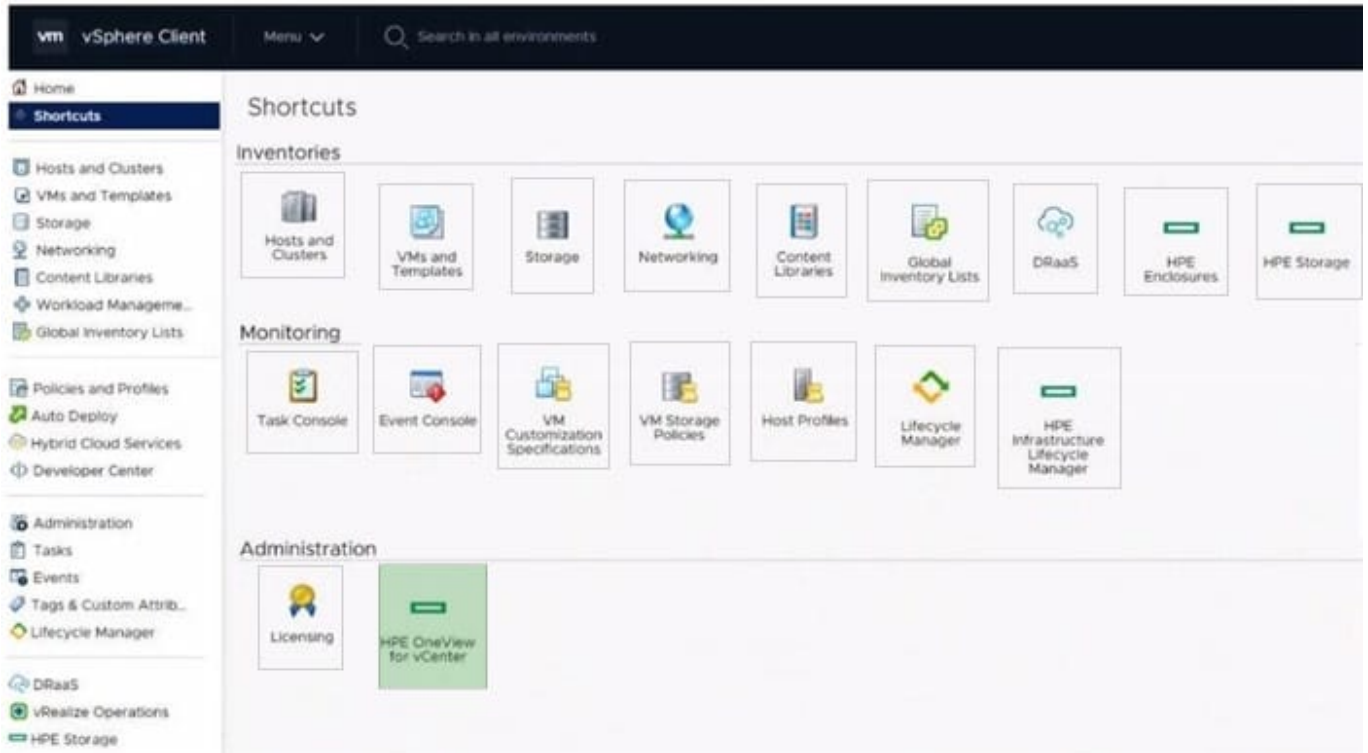 vm vSphere Client Menu Search in all environments
Home
Shortcuts
Hosts and Clusters
VMs and Templates
Storage
Networking
Content Libraries
Workload Manageme...
Global Inventory Lists
Policies and Profiles
Auto Deploy
Hybrid Cloud Services
Developer Center
Administration
Tasks
Events
Tags & Custom Attrib...
Lifecycle Manager
DRaaS
vRealize Operations
HPE Storage
Shortcuts
Inventories
Hosts and
Clusters
VMs and
Templates
Storage
Networking
Content
Libraries
Global
Inventory Lists
DRaaS
HPE
Enclosures
HPE Storage
Monitoring
Task Console
Event Console
VM
Customization
Specifications
VM Storage
Policies
Host Profiles
Lifecycle
Manager
HPE
Infrastructure
Lifecycle
Manager
Administration
Licensing
HPE OneView
for vCenter